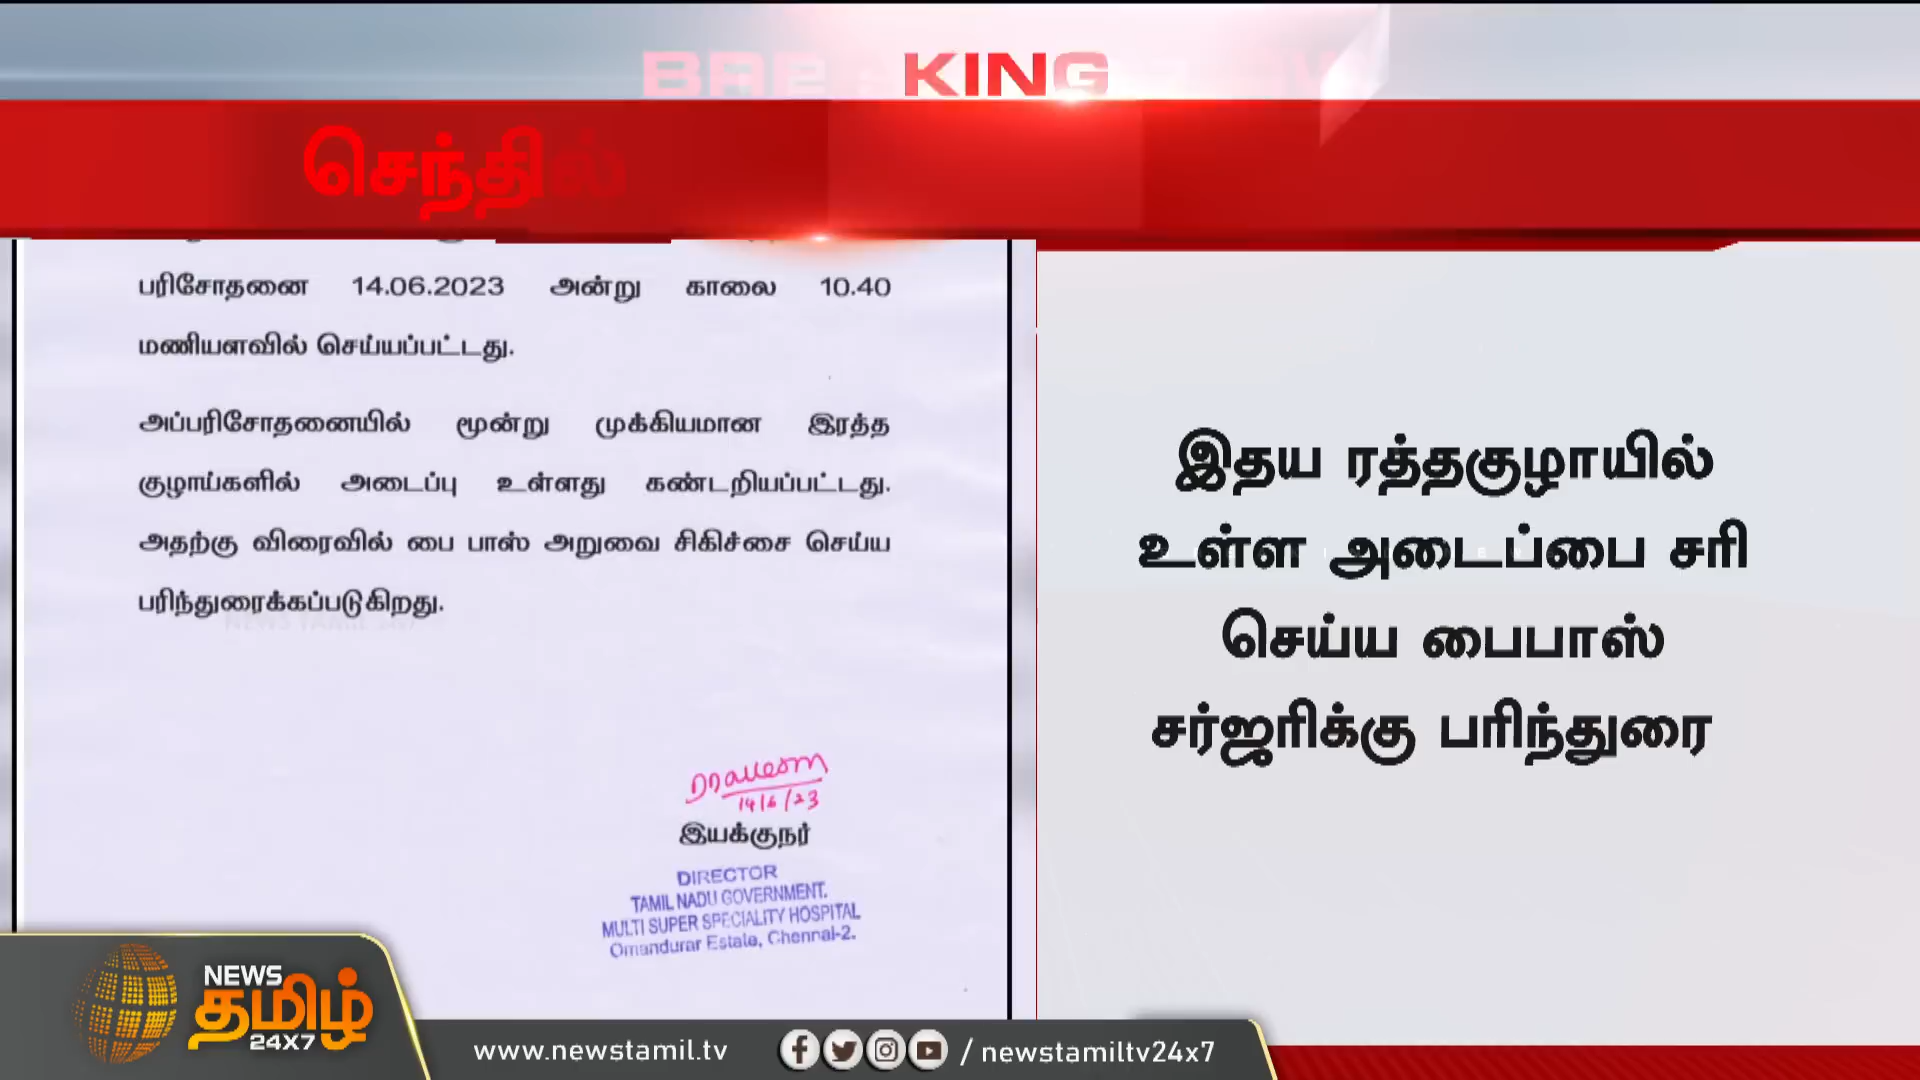 BREAKING
செந்தில்
பரிசோதனை 14.06.2023 அன்று காலை 10.40
மணியளவில் செய்யப்பட்டது.
அப்பரிசோதனையில் மூன்று முக்கியமான இரத்த
குழாய்களில் அடைப்பு உள்ளது கண்டறியப்பட்டது.
அதற்கு விரைவில் பை பாஸ் அறுவை சிகிச்சை செய்ய
பரிந்துரைக்கப்படுகிறது.
14/6/23
இயக்குநர்
DIRECTOR
TAMIL NADU GOVERNMENT.
MULTI SUPER SPECIALITY HOSPITAL
Omandurar Estate, Chennai-2.
இதய ரத்தகுழாயில்
உள்ள அடைப்பை சரி
செய்ய பைபாஸ்
சர்ஜரிக்கு பரிந்துரை
NEWS
தமிழ்
24X7
www.newstamil.tv
/ newstamiltv24x7